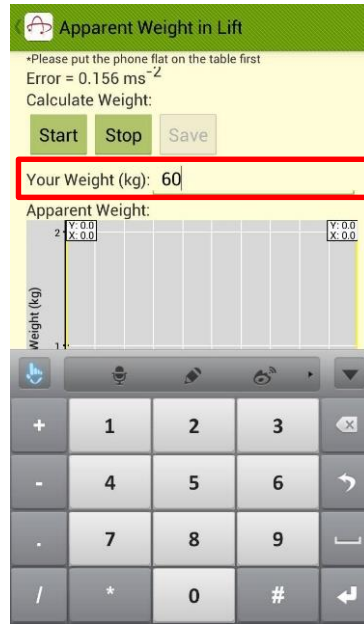 Apparent Weight in Lift
*Please put the phone flat on the table first
Error = 0.156 ms⁻²
Calculate Weight:
Start Stop Save
Your Weight (kg): 60
Apparent Weight:
2 Y: 0.0 Y: 0.0
X: 0.0 X: 0.0
Weight (kg)
1
+ 1 2 3
- 4 5 6
. 7 8 9
/ * 0 #